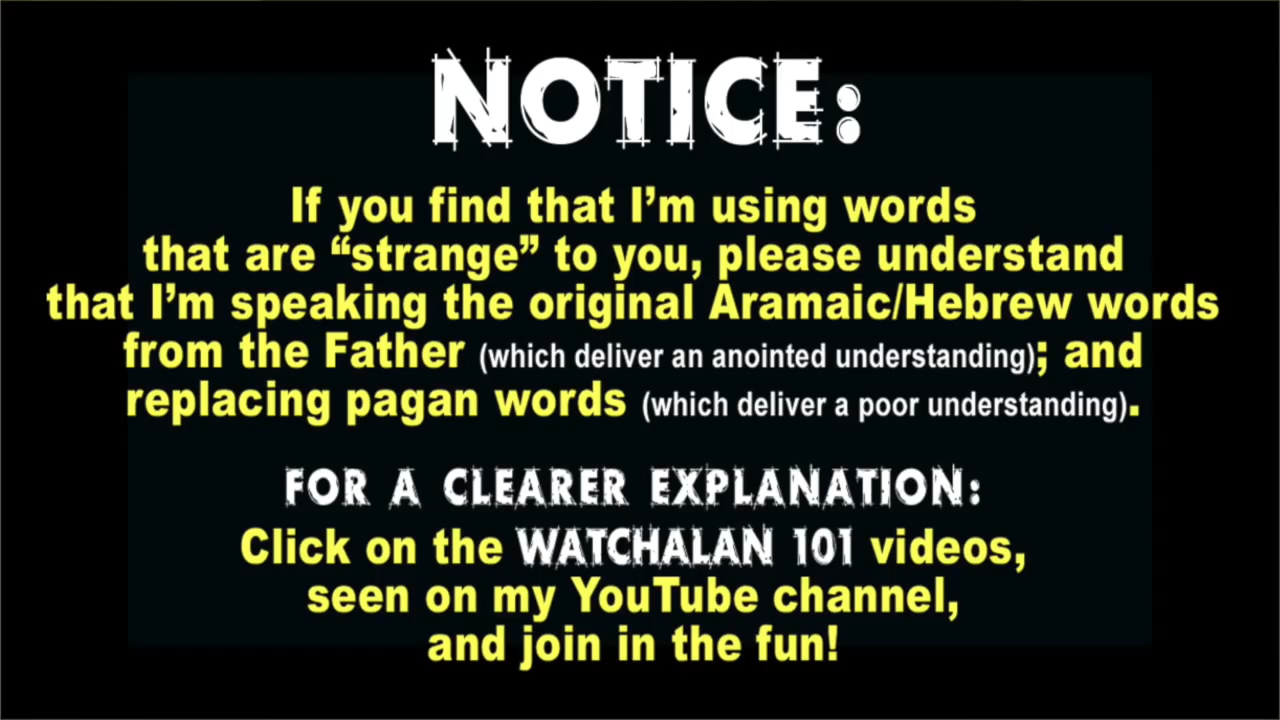 NOTICE:
If you find that I’m using words
that are “strange” to you, please understand
that I’m speaking the original Aramaic/Hebrew words
from the Father (which deliver an anointed understanding); and
replacing pagan words (which deliver a poor understanding).
FOR A CLEARER EXPLANATION:
Click on the WATCHALAN 101 videos,
seen on my YouTube channel,
and join in the fun!